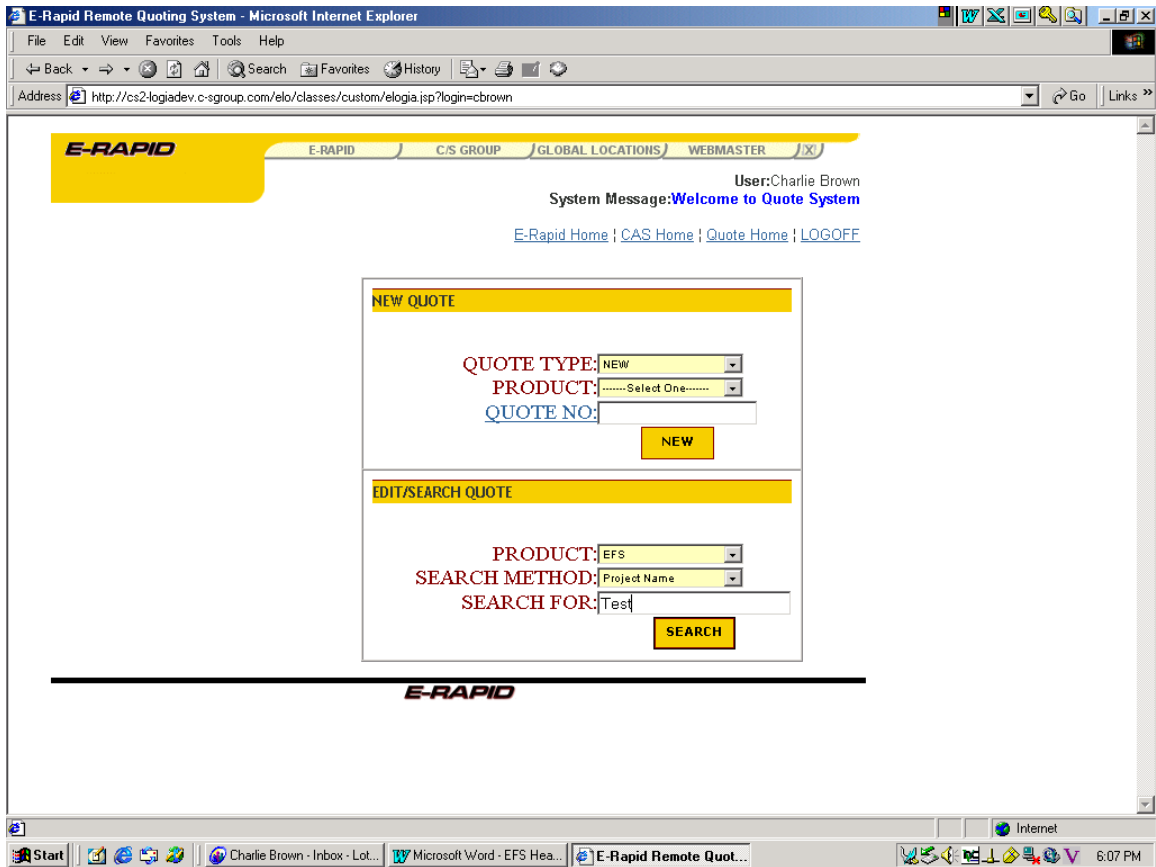 E-Rapid Remote Quoting System - Microsoft Internet Explorer
File Edit View Favorites Tools Help
Back Search Favorites History
Address http://cs2-logiadev.c-sgroup.com/elo/classes/custom/elogia.jsp?login=cbrown Go Links »
E-RAPID E-RAPID C/S GROUP GLOBAL LOCATIONS WEBMASTER X
User:Charlie Brown
System Message:Welcome to Quote System
E-Rapid Home ¦ CAS Home ¦ Quote Home ¦ LOGOFF
NEW QUOTE
QUOTE TYPE: NEW
PRODUCT: -------Select One-------
QUOTE NO:
NEW
EDIT/SEARCH QUOTE
PRODUCT: EFS
SEARCH METHOD: Project Name
SEARCH FOR: Test
SEARCH
E-RAPID
Internet
Start Charlie Brown - Inbox - Lot... Microsoft Word - EFS Hea... E-Rapid Remote Quot... 6:07 PM